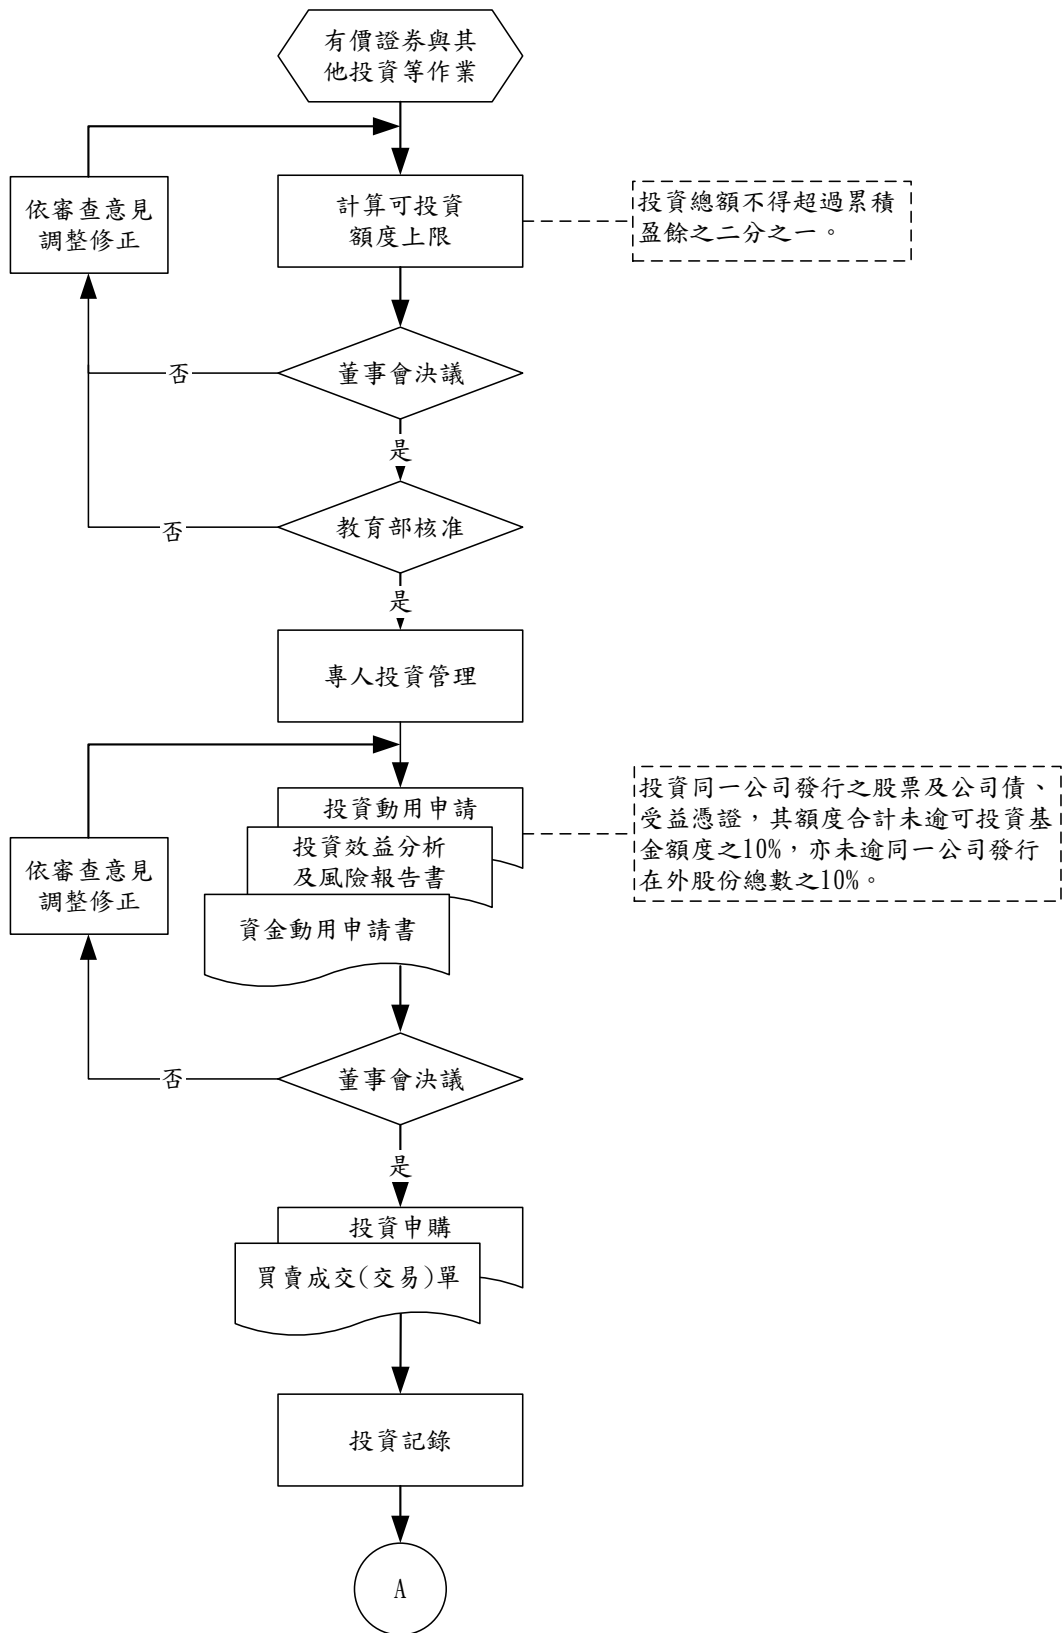 有價證券與其
他投資等作業
依審查意見
調整修正
計算可投資
額度上限
投資總額不得超過累積
盈餘之二分之一。
董事會決議
否
是
教育部核准
否
是
專人投資管理
投資動用申請
投資效益分析
及風險報告書
資金動用申請書
投資同一公司發行之股票及公司債、
受益憑證，其額度合計未逾可投資基
金額度之10%，亦未逾同一公司發行
在外股份總數之10%。
依審查意見
調整修正
董事會決議
否
是
投資申購
買賣成交(交易)單
投資記錄
A